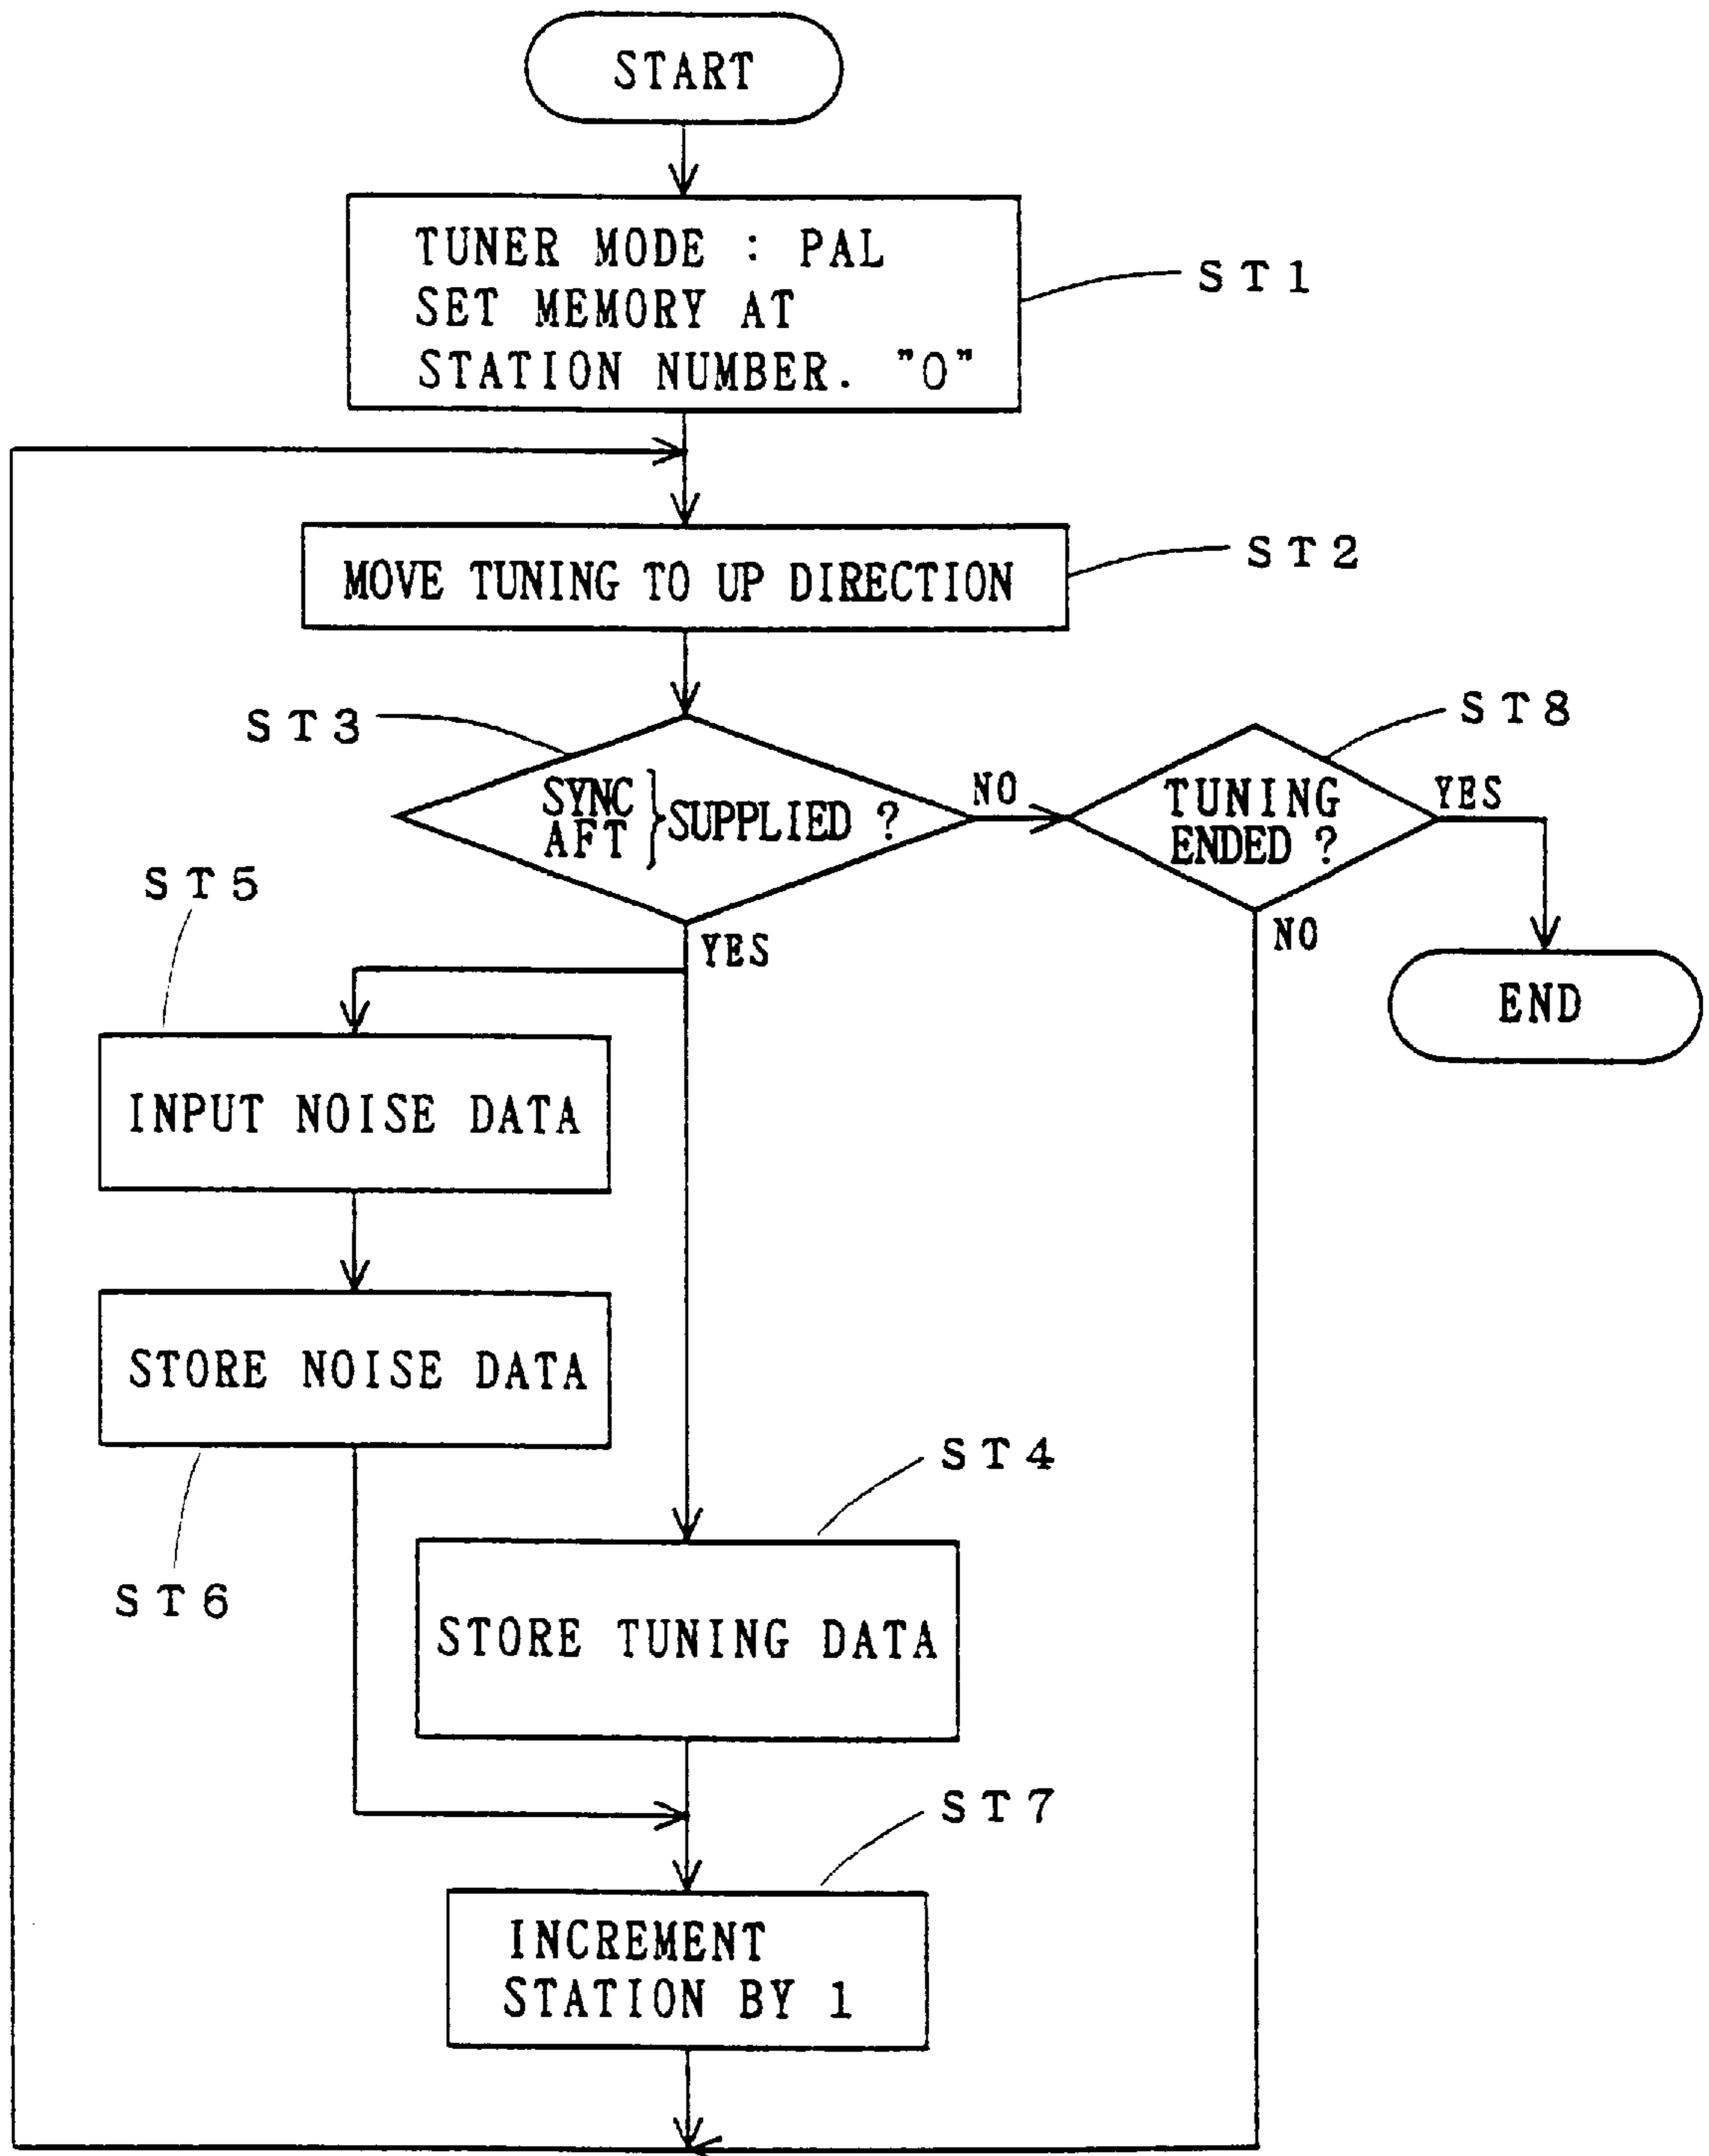 START
TUNER MODE : PAL
SET MEMORY AT
STATION NUMBER. "0"
ST1
MOVE TUNING TO UP DIRECTION
ST2
ST3
SYNC
AFT
SUPPLIED ?
NO
ST8
TUNING
ENDED ?
YES
NO
END
YES
ST5
INPUT NOISE DATA
STORE NOISE DATA
ST6
ST4
STORE TUNING DATA
ST7
INCREMENT
STATION BY 1